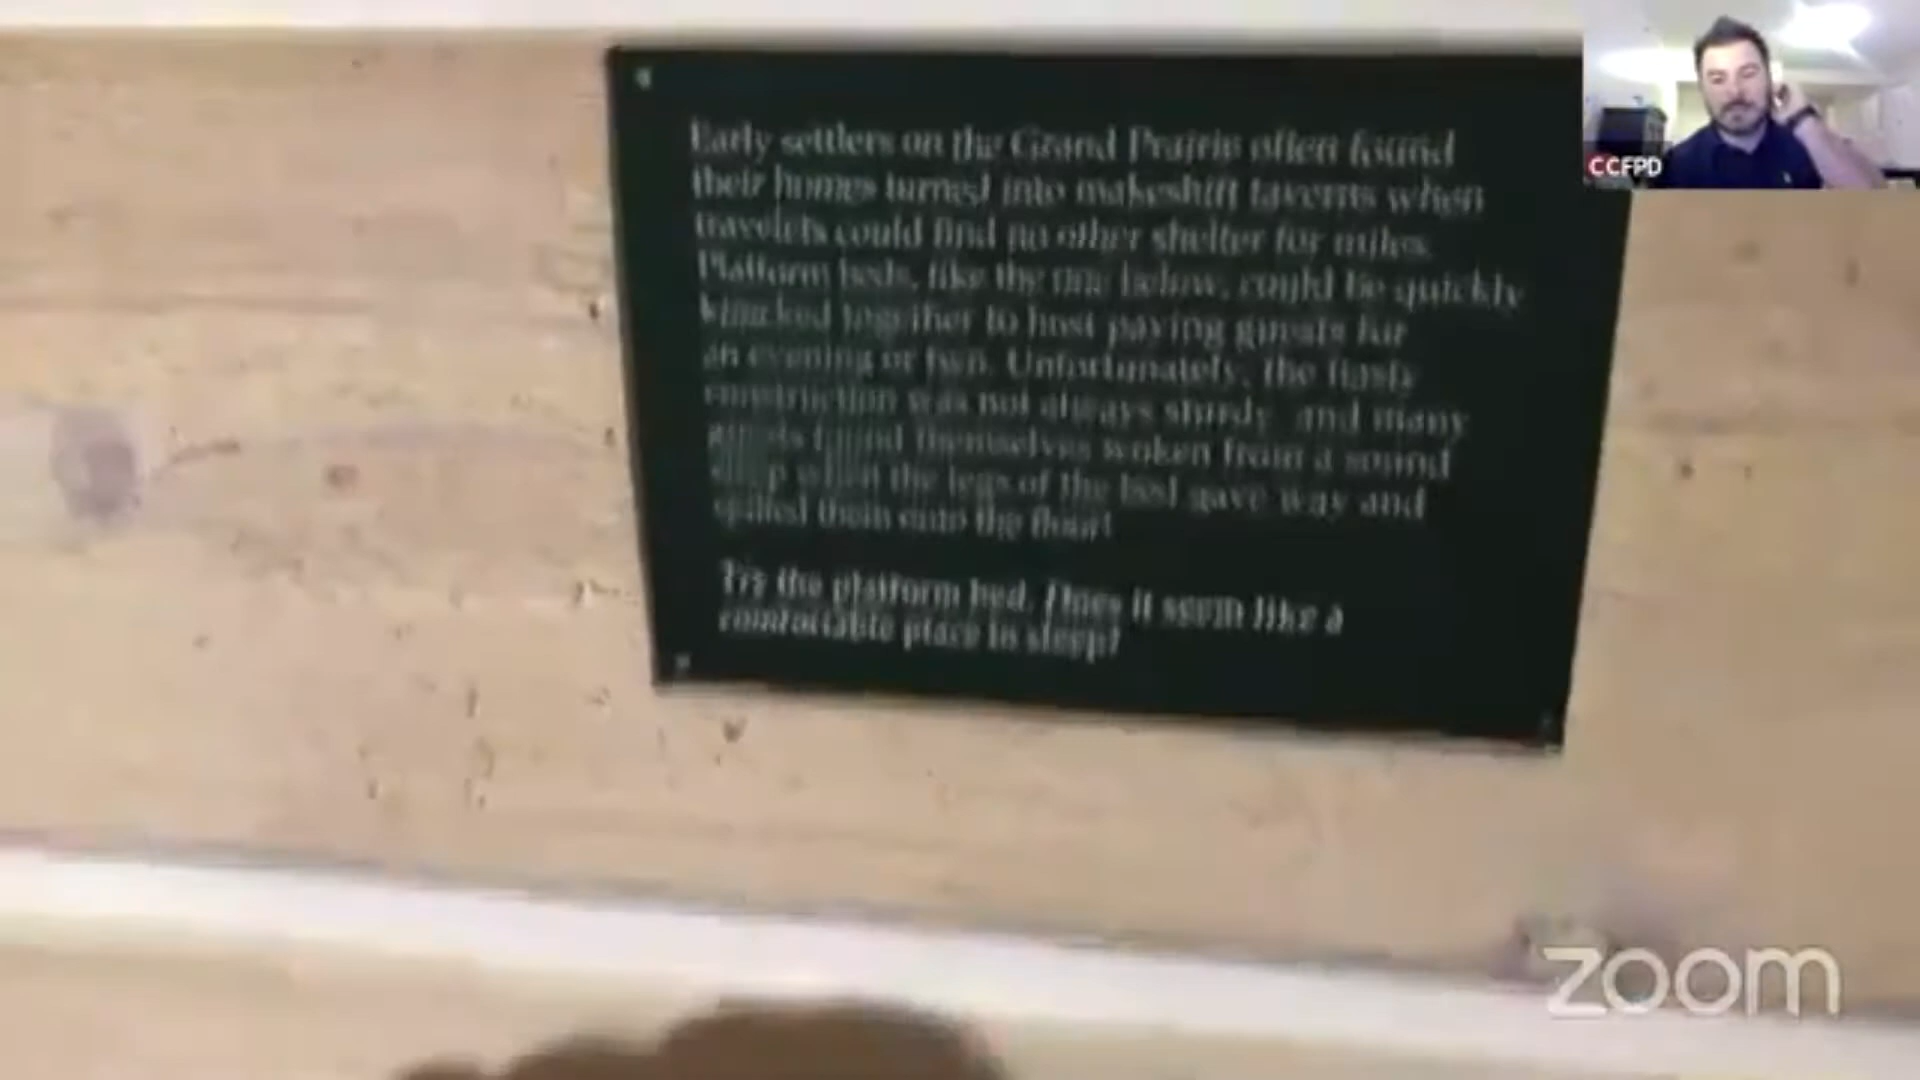 Early settlers on the Grand Prairie often found
their homes turned into makeshift taverns when
travelers could find no other shelter for miles.
Platform beds, like the one below, could be quickly
knocked together to host paying guests for
an evening or two. Unfortunately, the hasty
construction was not always sturdy and many
guests found themselves woken from a sound
sleep when the legs of the bed gave way and
spilled them onto the floor!
Try the platform bed. Does it seem like a
comfortable place to sleep?
CCFPD
zoom